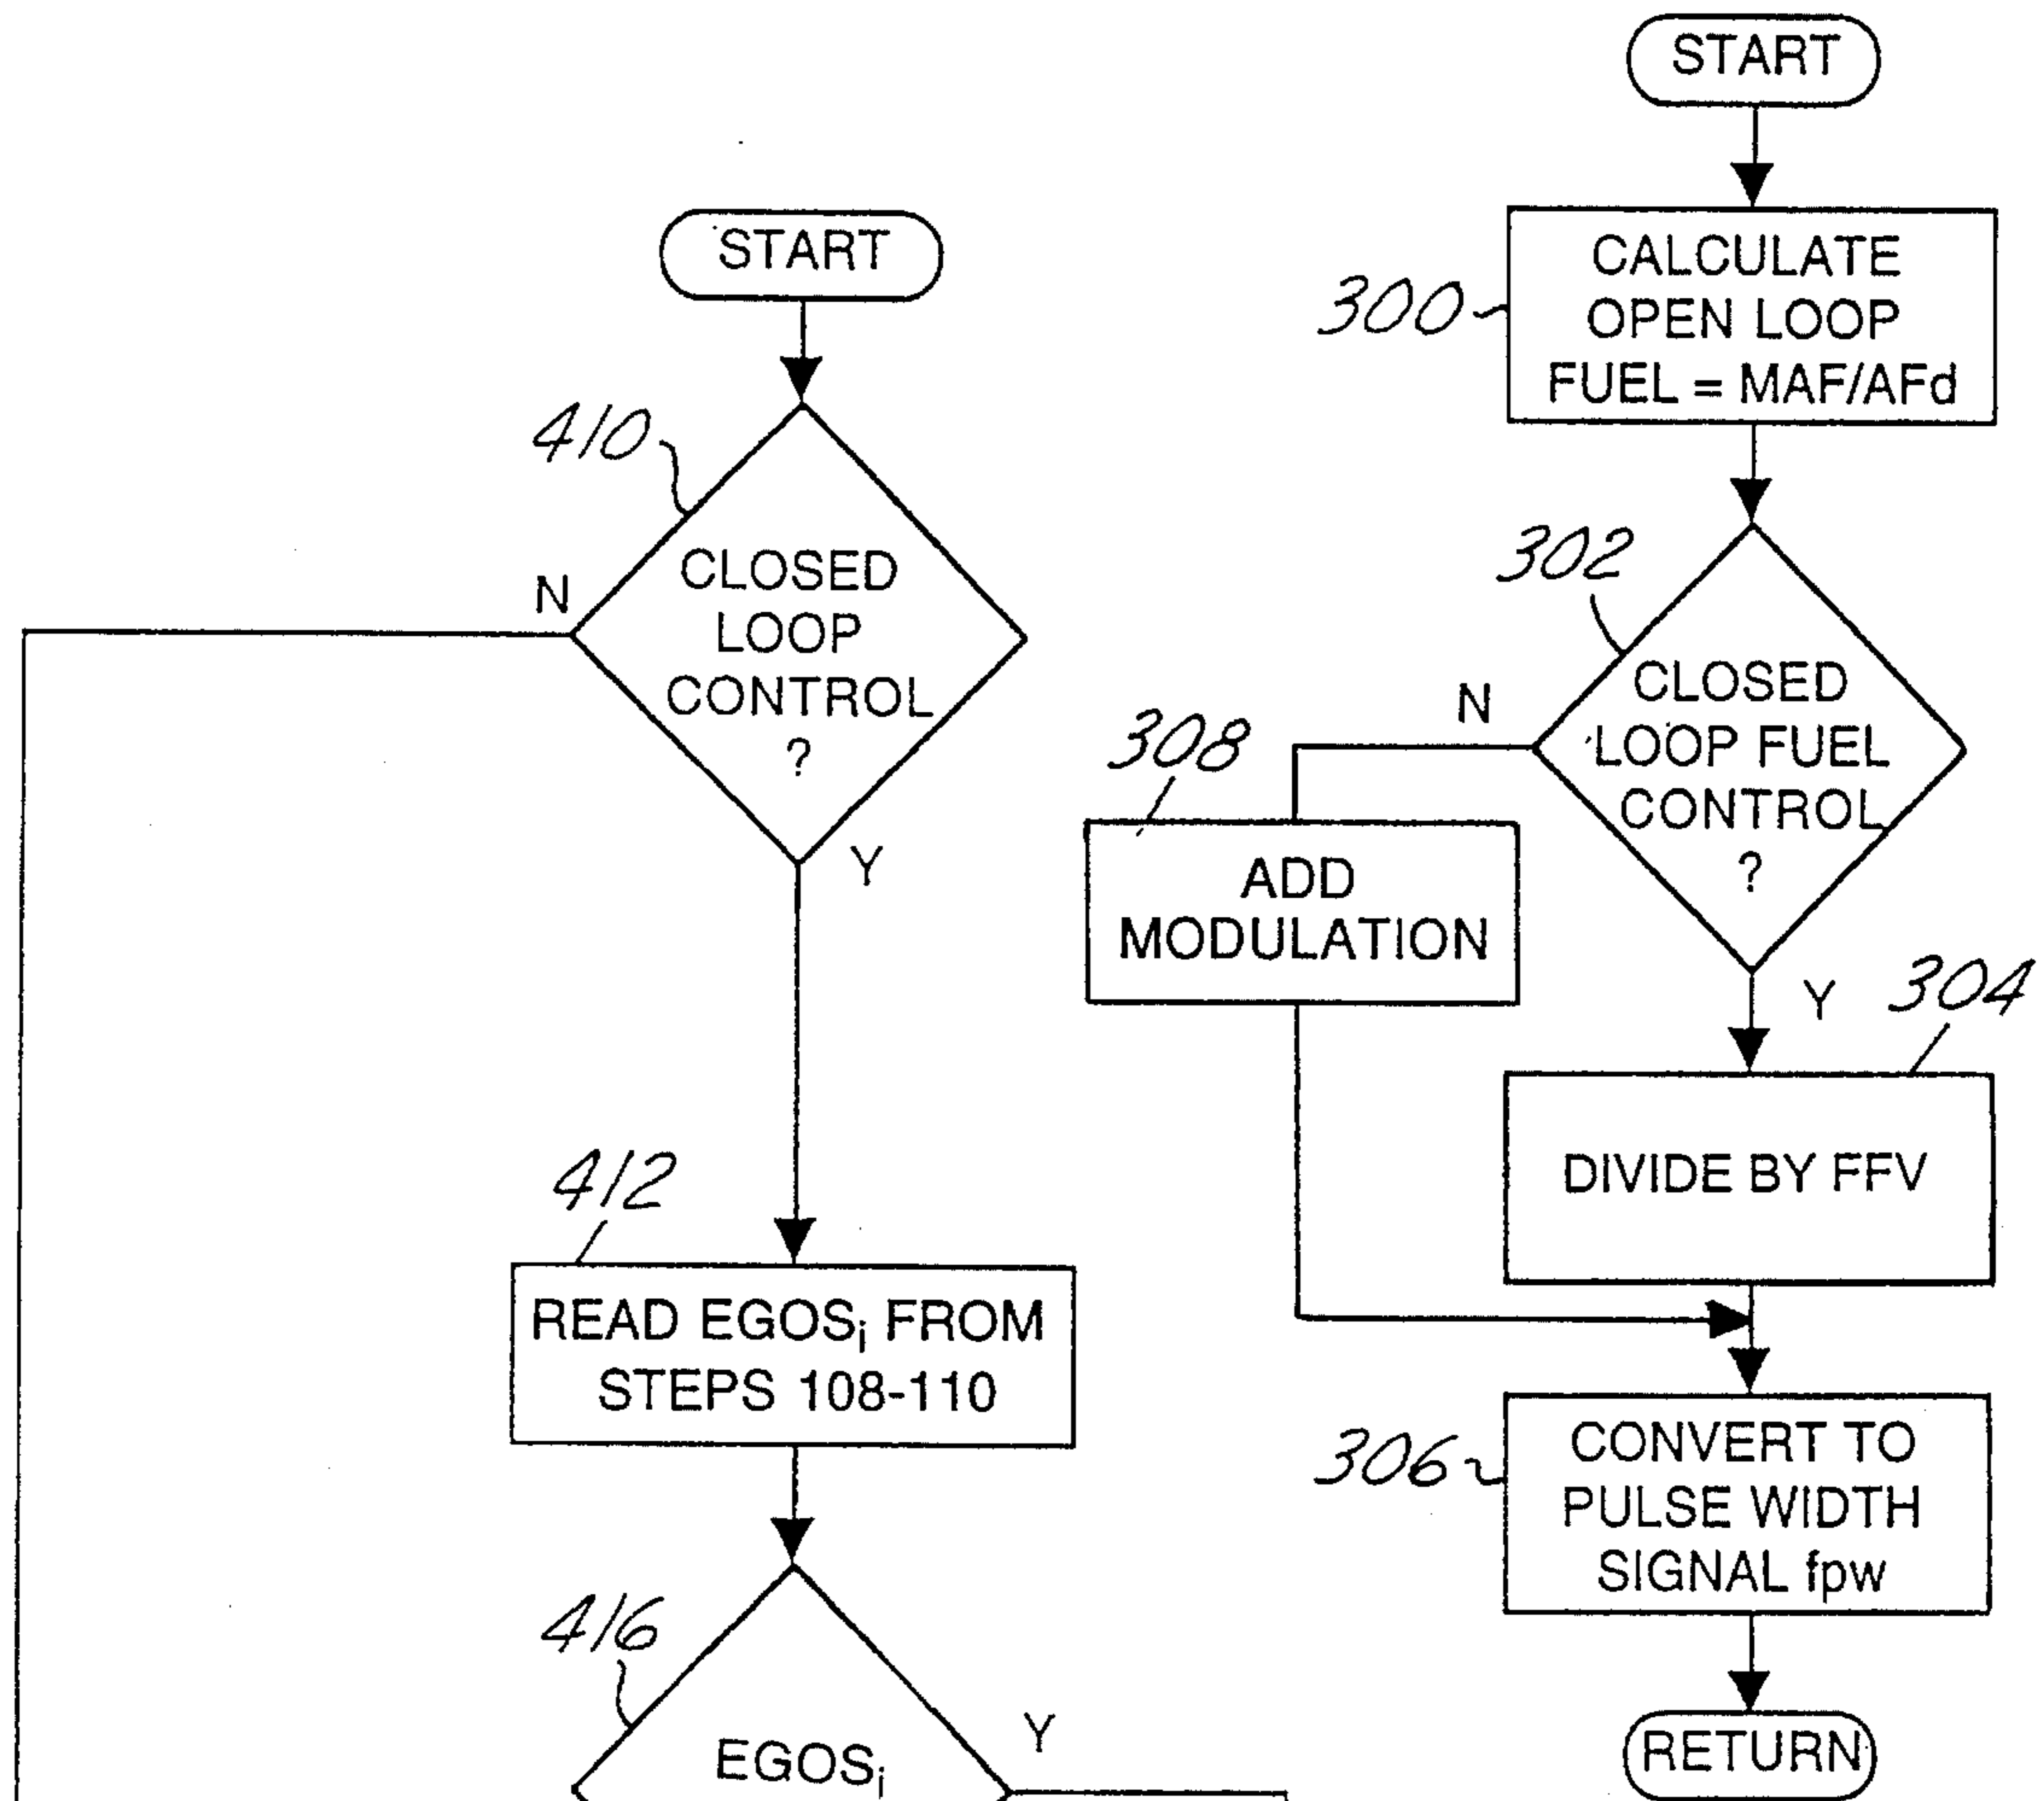 START
410
CLOSED
LOOP
CONTROL
?
N
Y
412
READ EGOSi FROM
STEPS 108-110
416
EGOSi
Y
START
300
CALCULATE
OPEN LOOP
FUEL = MAF/AFd
302
CLOSED
LOOP FUEL
CONTROL
?
N
308
ADD
MODULATION
Y
304
DIVIDE BY FFV
306
CONVERT TO
PULSE WIDTH
SIGNAL fpw
RETURN